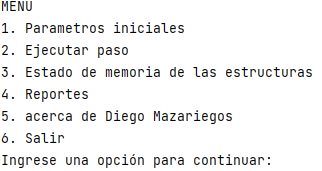 MENU
1. Parametros iniciales
2. Ejecutar paso
3. Estado de memoria de las estructuras
4. Reportes
5. acerca de Diego Mazariegos
6. Salir
Ingrese una opción para continuar: